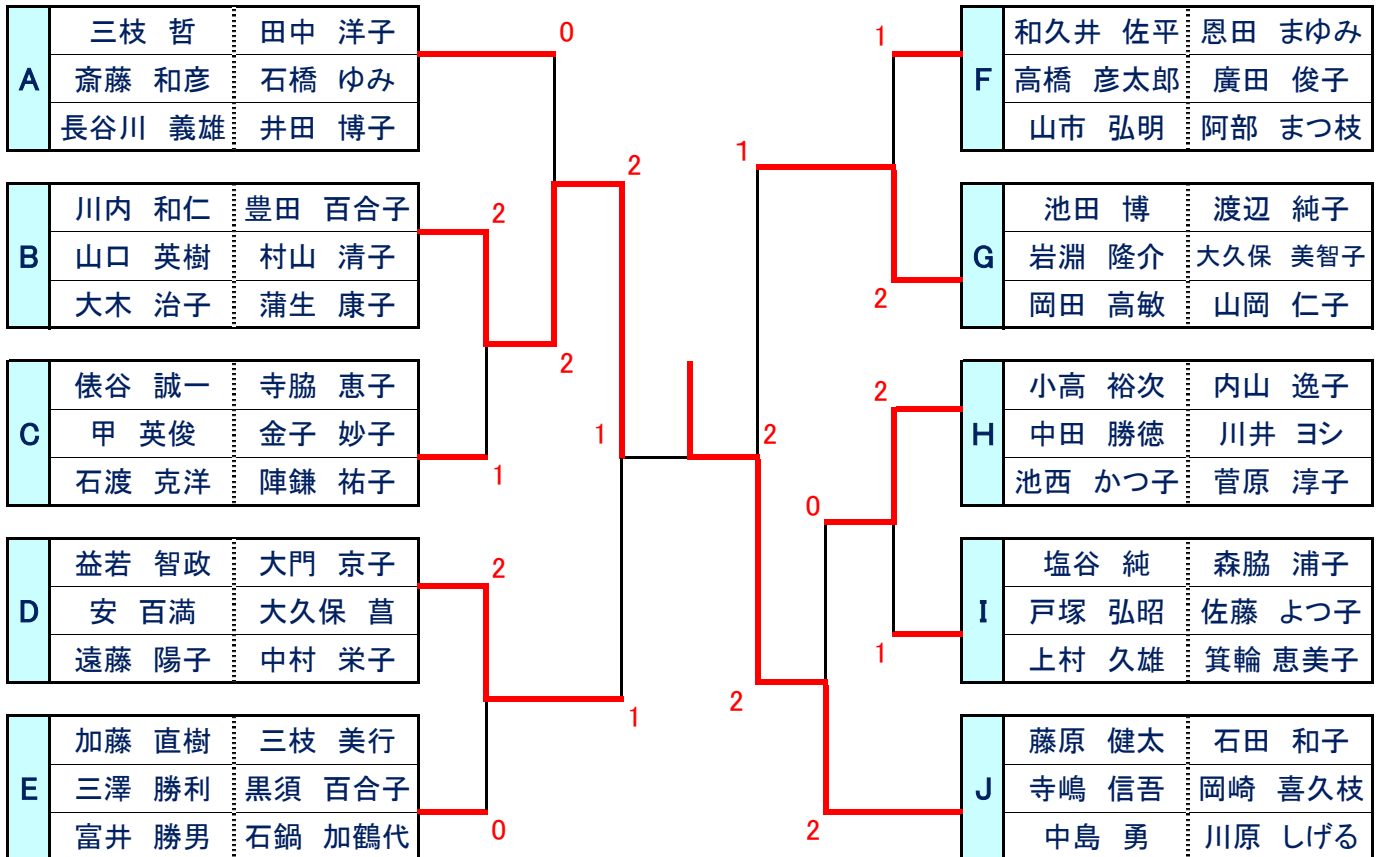 A
三枝 哲 田中 洋子
斎藤 和彦 石橋 ゆみ
長谷川 義雄 井田 博子
B
川内 和仁 豊田 百合子
山口 英樹 村山 清子
大木 治子 蒲生 康子
C
俵谷 誠一 寺脇 恵子
甲 英俊 金子 妙子
石渡 克洋 陣鎌 祐子
D
益若 智政 大門 京子
安 百満 大久保 菖
遠藤 陽子 中村 栄子
E
加藤 直樹 三枝 美行
三澤 勝利 黒須 百合子
富井 勝男 石鍋 加鶴代
0
2
2
2
1
1
2
1
0
1
1
2
2
2
0
1
2
2
F
和久井 佐平 恩田 まゆみ
高橋 彦太郎 廣田 俊子
山市 弘明 阿部 まつ枝
G
池田 博 渡辺 純子
岩淵 隆介 大久保 美智子
岡田 高敏 山岡 仁子
H
小高 裕次 内山 逸子
中田 勝徳 川井 ヨシ
池西 かつ子 菅原 淳子
I
塩谷 純 森脇 浦子
戸塚 弘昭 佐藤 よつ子
上村 久雄 箕輪 恵美子
J
藤原 健太 石田 和子
寺嶋 信吾 岡崎 喜久枝
中島 勇 川原 しげる